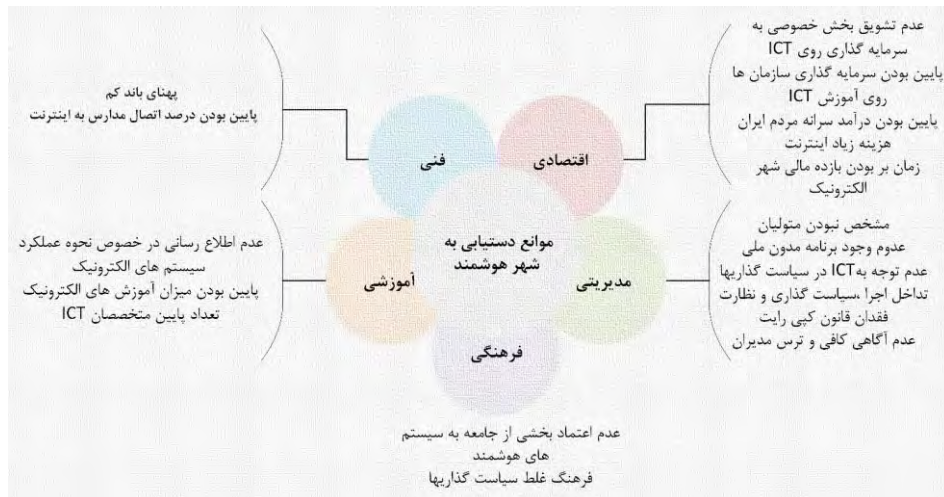 عدم تشویق بخش خصوصی به
سرمایه گذاری روی ICT
پایین بودن سرمایه گذاری سازمان ها
روی آموزش ICT
پایین بودن درآمد سرانه مردم ایران
هزینه زیاد اینترنت
زمان بر بودن بازده مالی شهر
الکترونیک
اقتصادی
پهنای باند کم
پایین بودن درصد اتصال مدارس به اینترنت
فنی
موانع دستیابی به
شهر هوشمند
مشخص نبودن متولیان
عدوم وجود برنامه مدون ملی
عدم توجه بهICT در سیاست گذاریها
تداخل اجرا ،سیاست گذاری و نظارت
فقدان قانون کپی رایت
عدم آگاهی کافی و ترس مدیران
مدیریتی
عدم اطلاع رسانی در خصوص نحوه عملکرد
سیستم های الکترونیک
پایین بودن میزان آموزش های الکترونیک
تعداد پایین متخصصان ICT
آموزشی
فرهنگی
عدم اعتماد بخشی از جامعه به سیستم
های هوشمند
فرهنگ غلط سیاست گذاریها